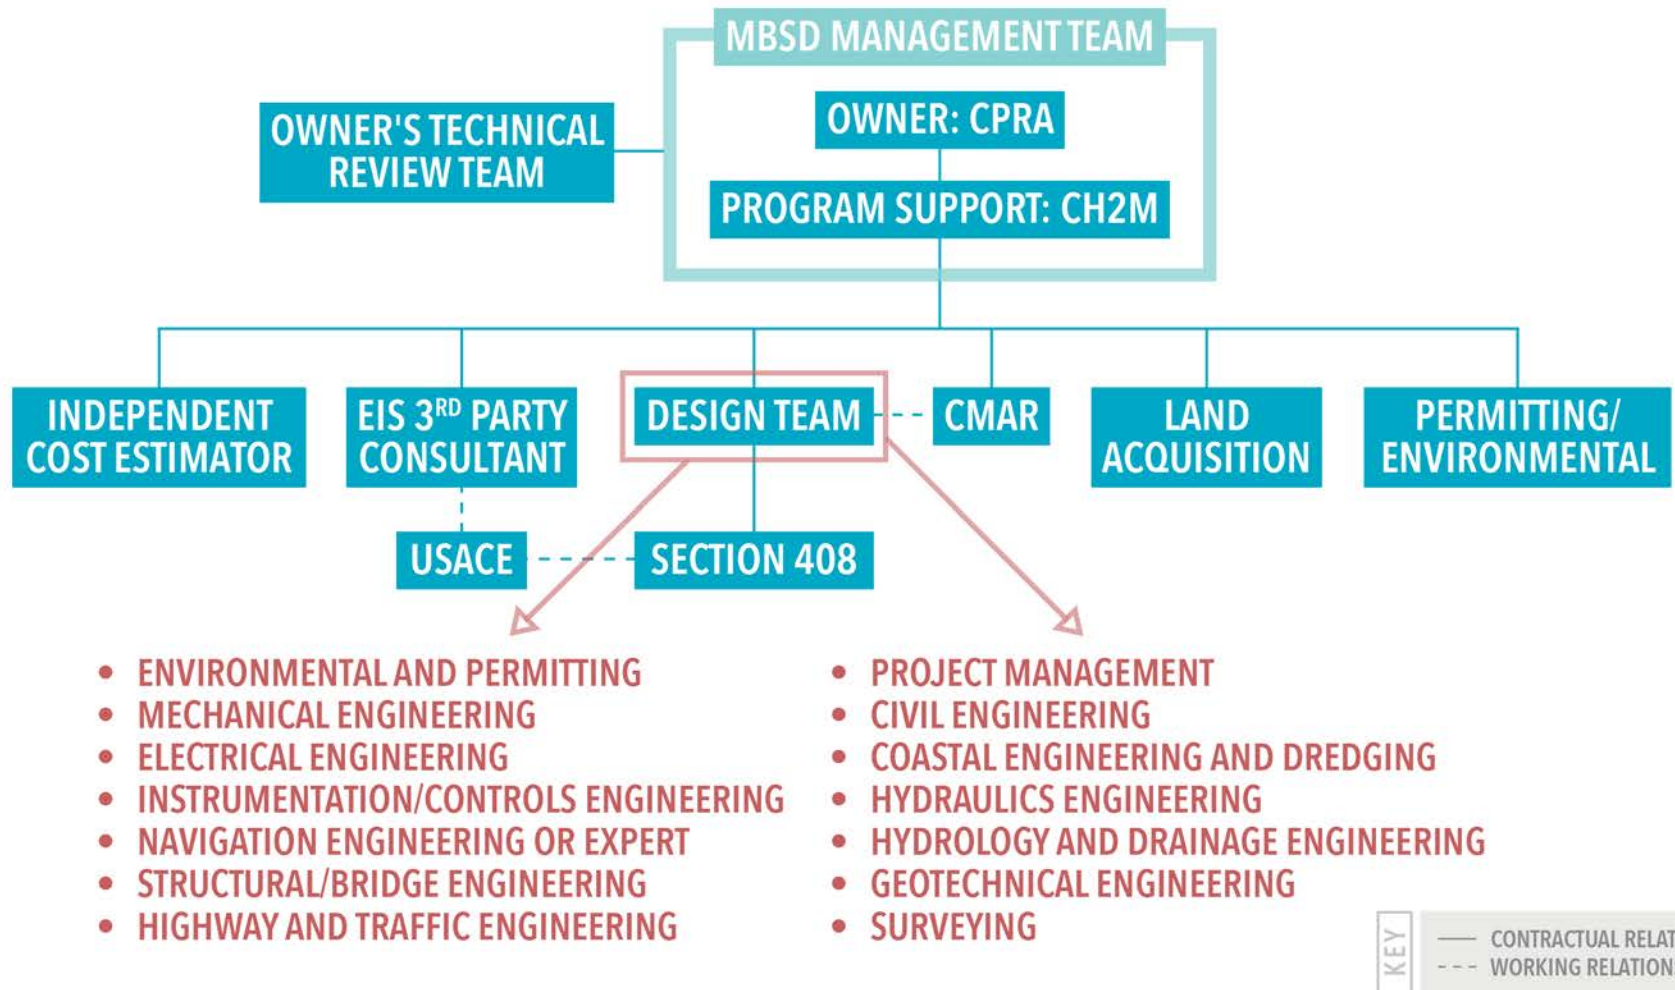 MBSD MANAGEMENT TEAM
OWNER'S TECHNICAL
REVIEW TEAM
OWNER: CPRA
PROGRAM SUPPORT: CH2M
INDEPENDENT
COST ESTIMATOR
EIS 3RD PARTY
CONSULTANT
DESIGN TEAM
CMAR
LAND
ACQUISITION
PERMITTING/
ENVIRONMENTAL
USACE
SECTION 408
• ENVIRONMENTAL AND PERMITTING
• MECHANICAL ENGINEERING
• ELECTRICAL ENGINEERING
• INSTRUMENTATION/CONTROLS ENGINEERING
• NAVIGATION ENGINEERING OR EXPERT
• STRUCTURAL/BRIDGE ENGINEERING
• HIGHWAY AND TRAFFIC ENGINEERING
• PROJECT MANAGEMENT
• CIVIL ENGINEERING
• COASTAL ENGINEERING AND DREDGING
• HYDRAULICS ENGINEERING
• HYDROLOGY AND DRAINAGE ENGINEERING
• GEOTECHNICAL ENGINEERING
• SURVEYING
KEY
CONTRACTUAL
WORKING